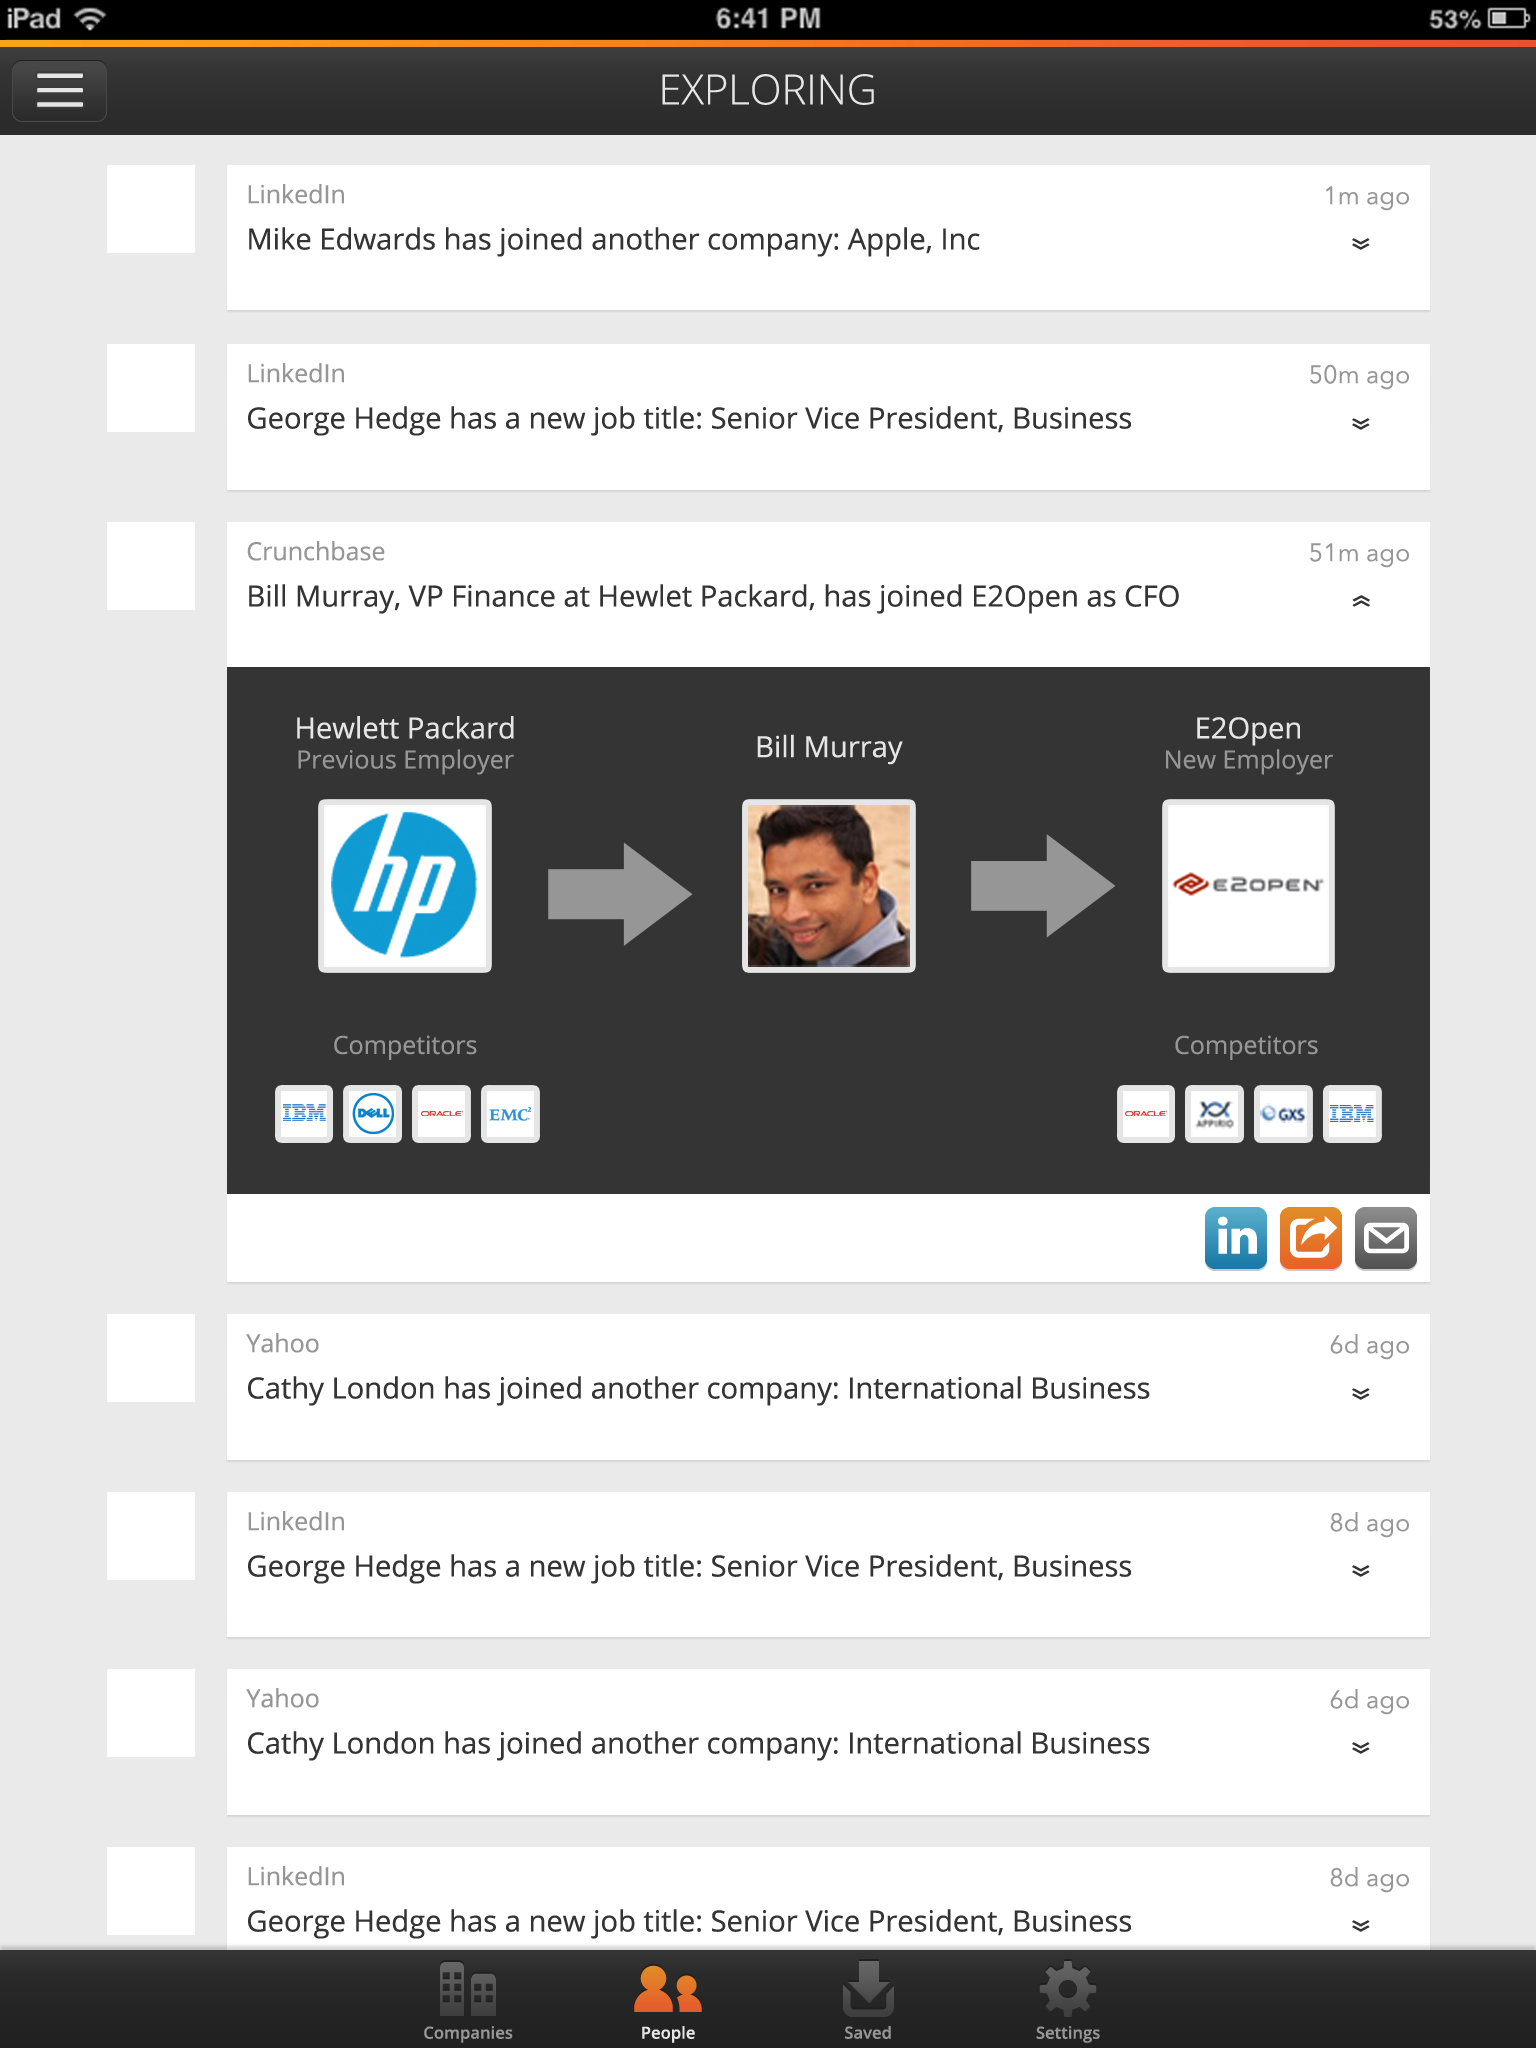 iPad
6:41 PM
53%
EXPLORING
LinkedIn
1m ago
Mike Edwards has joined another company: Apple, Inc
LinkedIn
50m ago
George Hedge has a new job title: Senior Vice President, Business
Crunchbase
51m ago
Bill Murray, VP Finance at Hewlet Packard, has joined E2Open as CFO
Hewlett Packard
Previous Employer
Bill Murray
E2Open
New Employer
hp
E2OPEN
Competitors
Competitors
IBM
DELL
ORACLE
EMC²
ORACLE
APPIRIO
GXS
IBM
in
Yahoo
6d ago
Cathy London has joined another company: International Business
LinkedIn
8d ago
George Hedge has a new job title: Senior Vice President, Business
Yahoo
6d ago
Cathy London has joined another company: International Business
LinkedIn
8d ago
George Hedge has a new job title: Senior Vice President, Business
Companies
People
Saved
Settings